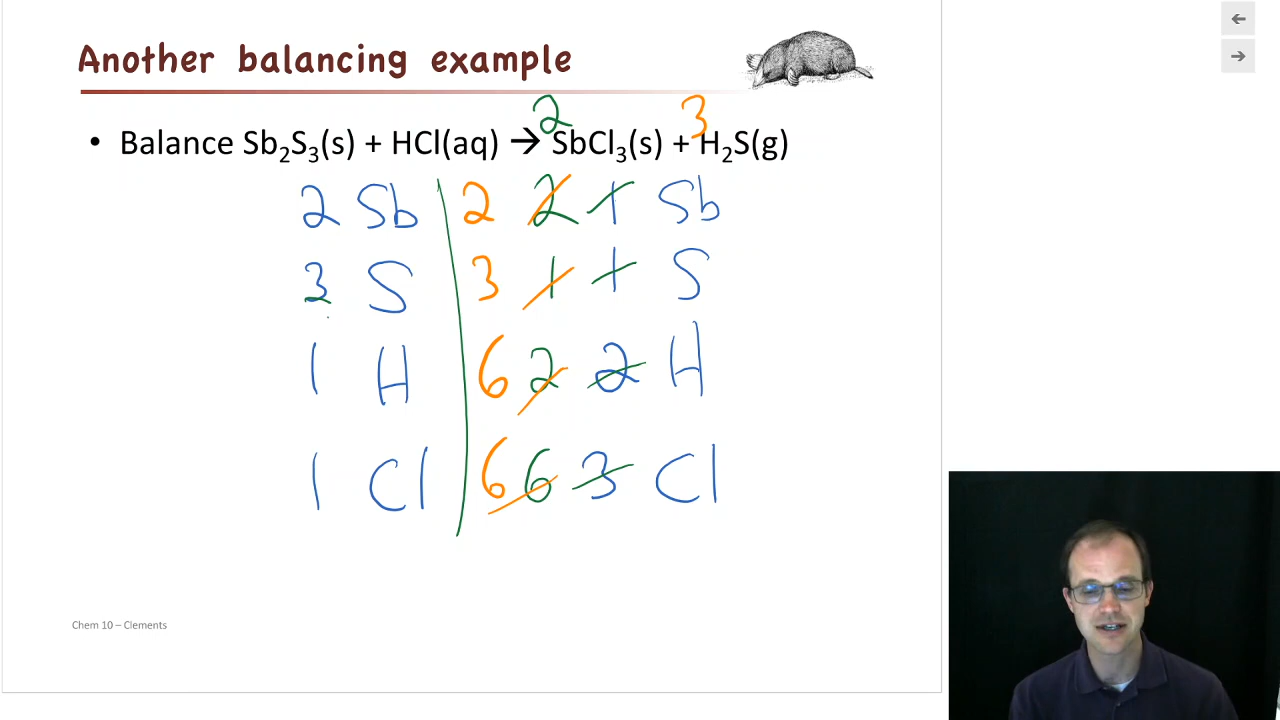 Another balancing example
2 3
• Balance Sb₂S₃(s) + HCl(aq) → SbCl₃(s) + H₂S(g)
2 Sb 2 2 1 Sb
3 S 3 1 1 S
1 H 6 2 2 H
1 Cl 6 6 3 Cl
Chem 10 – Clements
← 
→